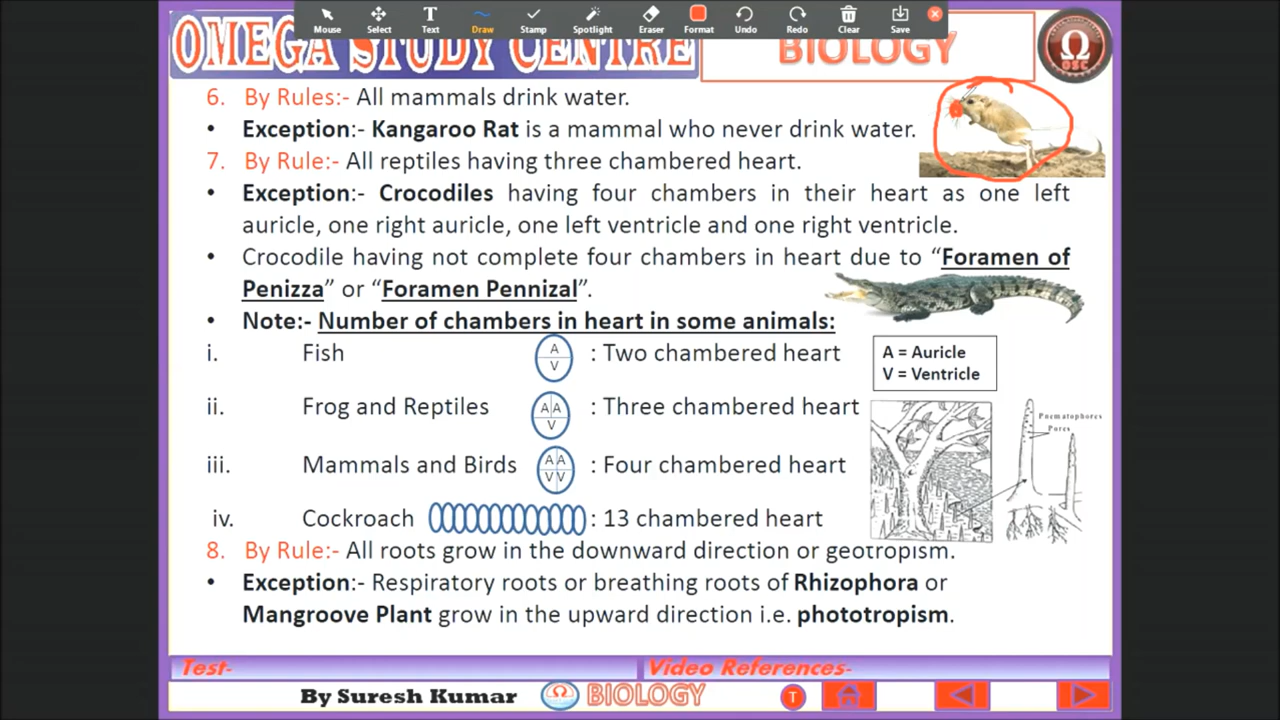 Mouse Select Text Draw Stamp Spotlight Eraser Format Undo Redo Clear Save
OMEGA STUDY CENTRE
BIOLOGY
Ω
OSC
6. By Rules:- All mammals drink water.
• Exception:- Kangaroo Rat is a mammal who never drink water.
7. By Rule:- All reptiles having three chambered heart.
• Exception:- Crocodiles having four chambers in their heart as one left
auricle, one right auricle, one left ventricle and one right ventricle.
• Crocodile having not complete four chambers in heart due to “Foramen of
Penizza” or “Foramen Pennizal”.
• Note:- Number of chambers in heart in some animals:
i. Fish A V : Two chambered heart
A = Auricle
V = Ventricle
ii. Frog and Reptiles A A V : Three chambered heart
Pnematophores
Pores
iii. Mammals and Birds A A V V : Four chambered heart
iv. Cockroach : 13 chambered heart
8. By Rule:- All roots grow in the downward direction or geotropism.
• Exception:- Respiratory roots or breathing roots of Rhizophora or
Mangroove Plant grow in the upward direction i.e. phototropism.
Test-
Video References-
By Suresh Kumar
Ω
BIOLOGY
T